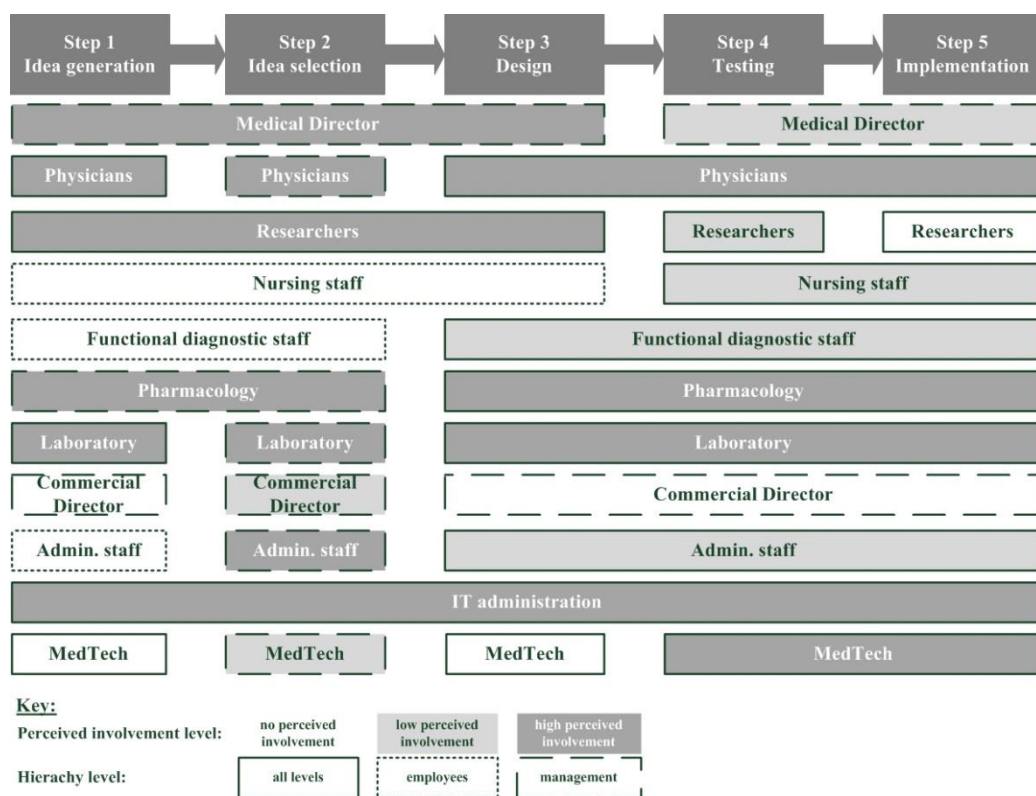 Step 1
Idea generation
Step 2
Idea selection
Step 3
Design
Step 4
Testing
Step 5
Implementation
Medical Director
Medical Director
Physicians
Physicians
Physicians
Researchers
Researchers
Researchers
Nursing staff
Nursing staff
Functional diagnostic staff
Functional diagnostic staff
Pharmacology
Pharmacology
Laboratory
Laboratory
Laboratory
Commercial
Director
Commercial
Director
Commercial Director
Admin. staff
Admin. staff
Admin. staff
IT administration
MedTech
MedTech
MedTech
MedTech
Key:
Perceived involvement level:
no perceived
involvement
low perceived
involvement
high perceived
involvement
Hierachy level:
all levels
employees
management